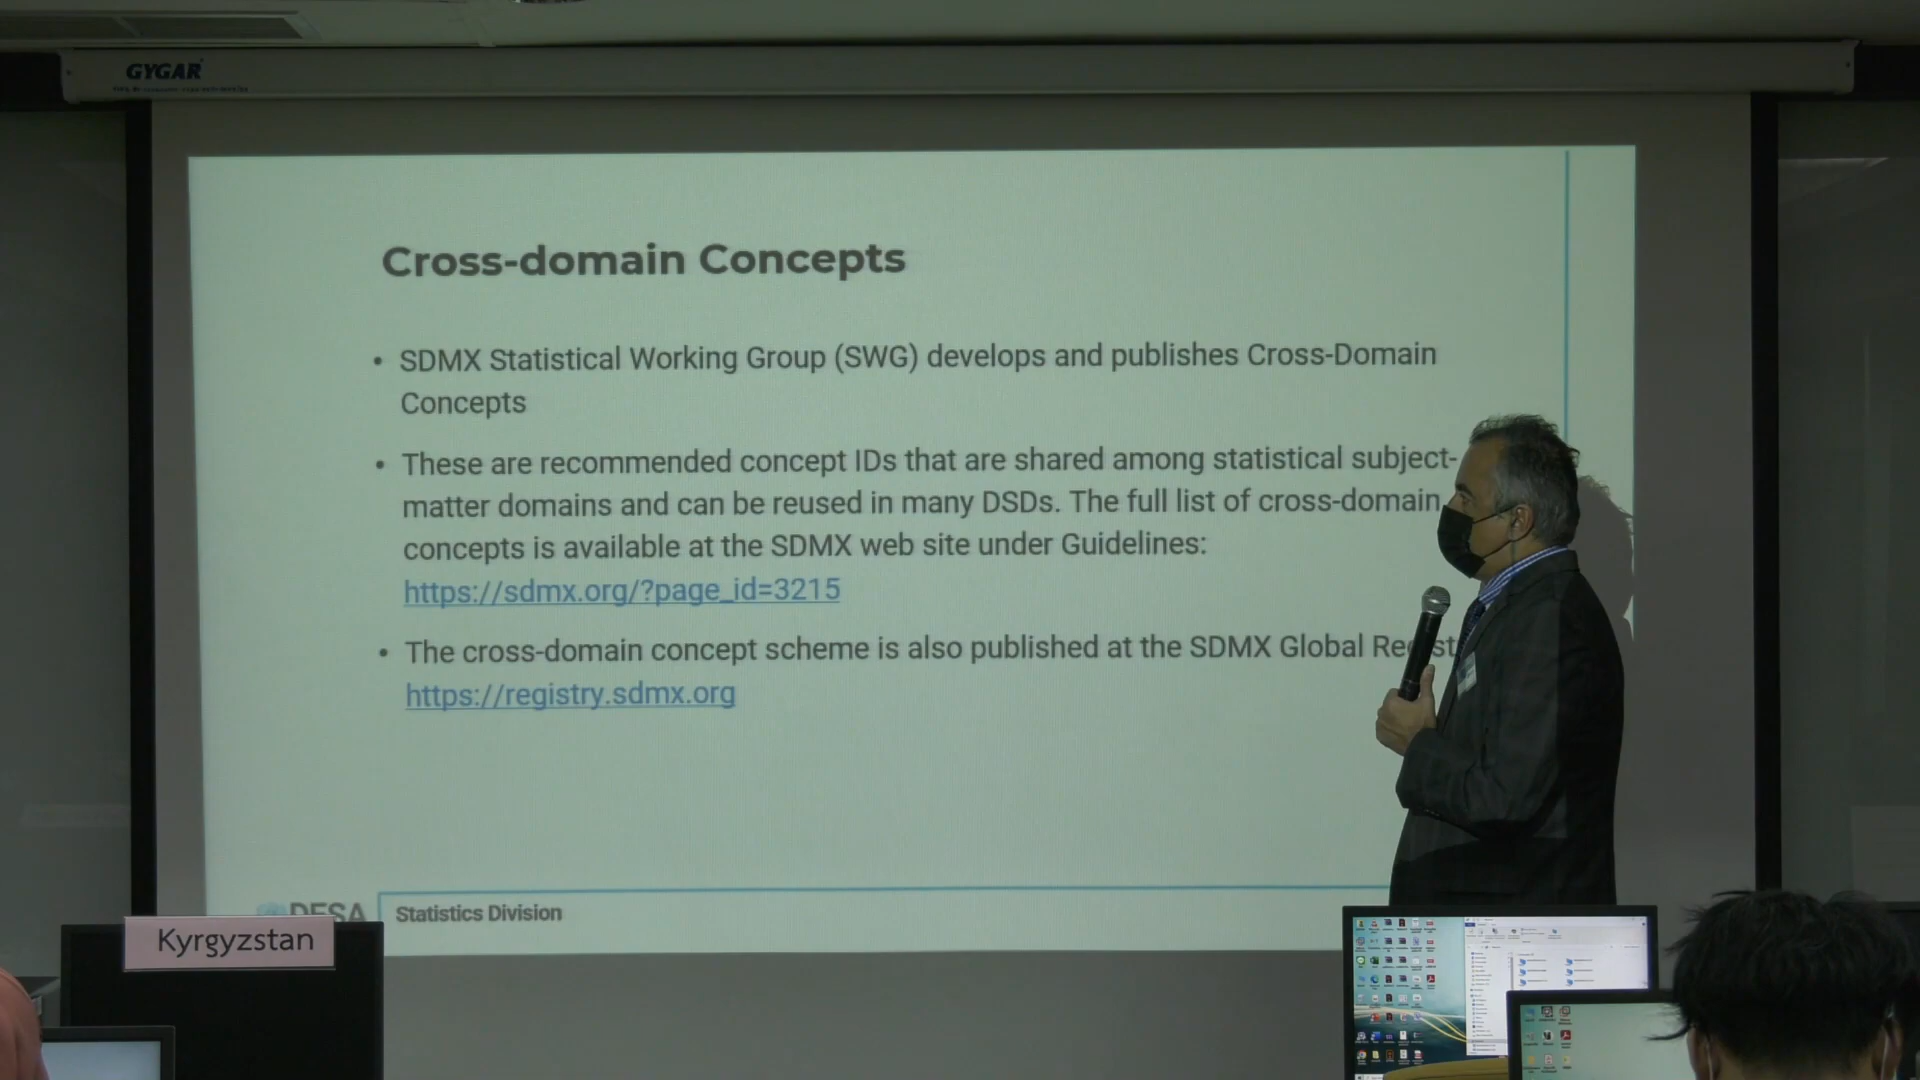 GYGAR
Cross-domain Concepts
• SDMX Statistical Working Group (SWG) develops and publishes Cross-Domain
Concepts
• These are recommended concept IDs that are shared among statistical subject-
matter domains and can be reused in many DSDs. The full list of cross-domain
concepts is available at the SDMX web site under Guidelines:
https://sdmx.org/?page_id=3215
• The cross-domain concept scheme is also published at the SDMX Global
https://registry.sdmx.org
DESA
Statistics Division
Kyrgyzstan